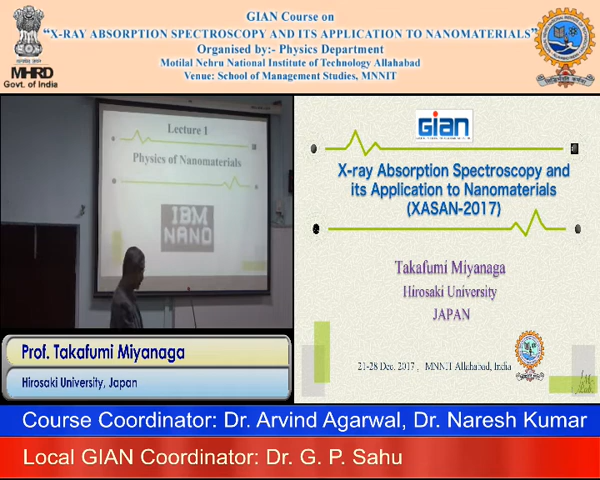 GIAN Course on
“X-RAY ABSORPTION SPECTROSCOPY AND ITS APPLICATION TO NANOMATERIALS”
Organised by:- Physics Department
Motilal Nehru National Institute of Technology Allahabad
Venue: School of Management Studies, MNNIT
MHRD
Govt. of India
Lecture 1
Physics of Nanomaterials
IBM
NANO
Gian
X-ray Absorption Spectroscopy and
its Application to Nanomaterials
(XASAN-2017)
Takafumi Miyanaga
Hirosaki University
JAPAN
21-28 Dec. 2017 , MNNIT Allahabad, India
Prof. Takafumi Miyanaga
Hirosaki University, Japan
Course Coordinator: Dr. Arvind Agarwal, Dr. Naresh Kumar
Local GIAN Coordinator: Dr. G. P. Sahu